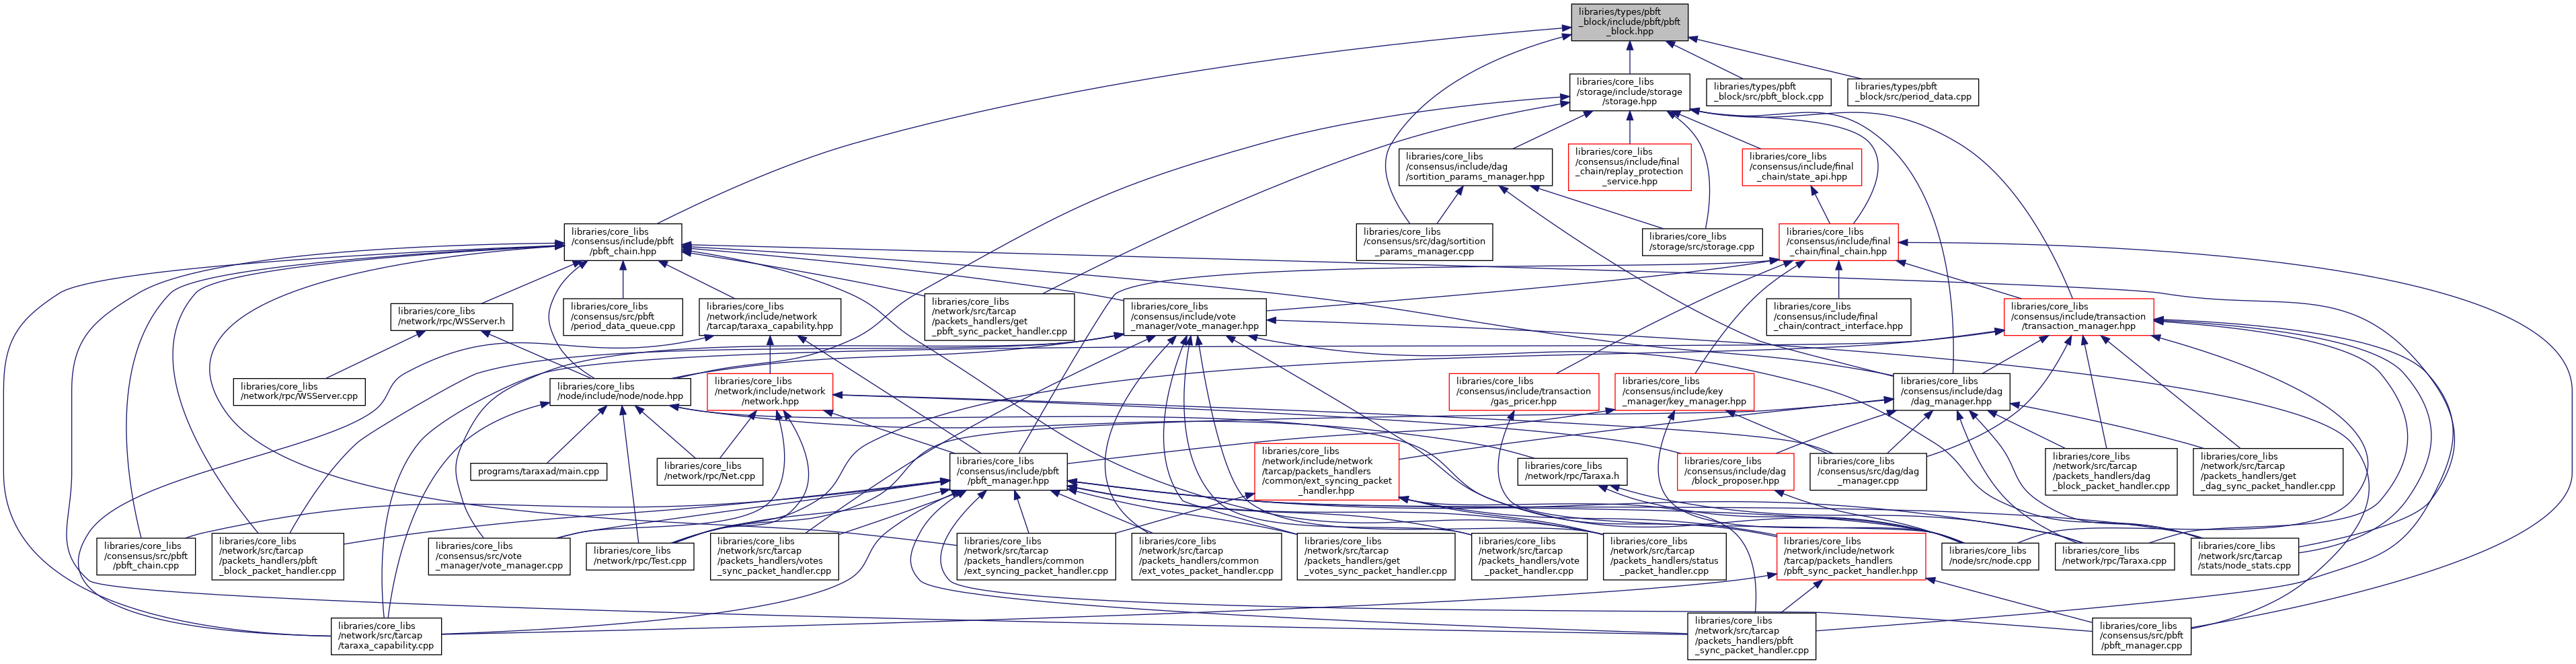 libraries/types/pbft
_block/include/pbft/pbft
_block.hpp
libraries/core_libs
/storage/include/storage
/storage.hpp
libraries/types/pbft
_block/src/pbft_block.cpp
libraries/types/pbft
_block/src/period_data.cpp
libraries/core_libs
/consensus/include/dag
/sortition_params_manager.hpp
libraries/core_libs
/consensus/include/final
_chain/replay_protection
_service.hpp
libraries/core_libs
/consensus/include/final
_chain/state_api.hpp
libraries/core_libs
/consensus/include/pbft
/pbft_chain.hpp
libraries/core_libs
/consensus/src/dag/sortition
_params_manager.cpp
libraries/core_libs
/storage/src/storage.cpp
libraries/core_libs
/consensus/include/final
_chain/final_chain.hpp
libraries/core_libs
/network/rpc/WSServer.h
libraries/core_libs
/consensus/src/pbft
/period_data_queue.cpp
libraries/core_libs
/network/include/network
/tarcap/taraxa_capability.hpp
libraries/core_libs
/network/src/tarcap
/packets_handlers/get
_pbft_sync_packet_handler.cpp
libraries/core_libs
/consensus/include/vote
_manager/vote_manager.hpp
libraries/core_libs
/consensus/include/final
_chain/contract_interface.hpp
libraries/core_libs
/consensus/include/transaction
/transaction_manager.hpp
libraries/core_libs
/network/rpc/WSServer.cpp
libraries/core_libs
/node/include/node/node.hpp
libraries/core_libs
/network/include/network
/network.hpp
libraries/core_libs
/consensus/include/transaction
/gas_pricer.hpp
libraries/core_libs
/consensus/include/key
_manager/key_manager.hpp
libraries/core_libs
/consensus/include/dag
/dag_manager.hpp
programs/taraxad/main.cpp
libraries/core_libs
/network/rpc/Net.cpp
libraries/core_libs
/consensus/include/pbft
/pbft_manager.hpp
libraries/core_libs
/network/include/network
/tarcap/packets_handlers
/common/ext_syncing_packet
_handler.hpp
libraries/core_libs
/network/rpc/Taraxa.h
libraries/core_libs
/consensus/include/dag
/block_proposer.hpp
libraries/core_libs
/consensus/src/dag/dag
_manager.cpp
libraries/core_libs
/network/src/tarcap
/packets_handlers/dag
_block_packet_handler.cpp
libraries/core_libs
/network/src/tarcap
/packets_handlers/get
_dag_sync_packet_handler.cpp
libraries/core_libs
/consensus/src/pbft
/pbft_chain.cpp
libraries/core_libs
/network/src/tarcap
/packets_handlers/pbft
_block_packet_handler.cpp
libraries/core_libs
/consensus/src/vote
_manager/vote_manager.cpp
libraries/core_libs
/network/rpc/Test.cpp
libraries/core_libs
/network/src/tarcap
/packets_handlers/votes
_sync_packet_handler.cpp
libraries/core_libs
/network/src/tarcap
/packets_handlers/common
/ext_syncing_packet_handler.cpp
libraries/core_libs
/network/src/tarcap
/packets_handlers/common
/ext_votes_packet_handler.cpp
libraries/core_libs
/network/src/tarcap
/packets_handlers/get
_votes_sync_packet_handler.cpp
libraries/core_libs
/network/src/tarcap
/packets_handlers/vote
_packet_handler.cpp
libraries/core_libs
/network/src/tarcap
/packets_handlers/status
_packet_handler.cpp
libraries/core_libs
/network/include/network
/tarcap/packets_handlers
/pbft_sync_packet_handler.hpp
libraries/core_libs
/node/src/node.cpp
libraries/core_libs
/network/rpc/Taraxa.cpp
libraries/core_libs
/network/src/tarcap
/stats/node_stats.cpp
libraries/core_libs
/network/src/tarcap
/taraxa_capability.cpp
libraries/core_libs
/network/src/tarcap
/packets_handlers/pbft
_sync_packet_handler.cpp
libraries/core_libs
/consensus/src/pbft
/pbft_manager.cpp